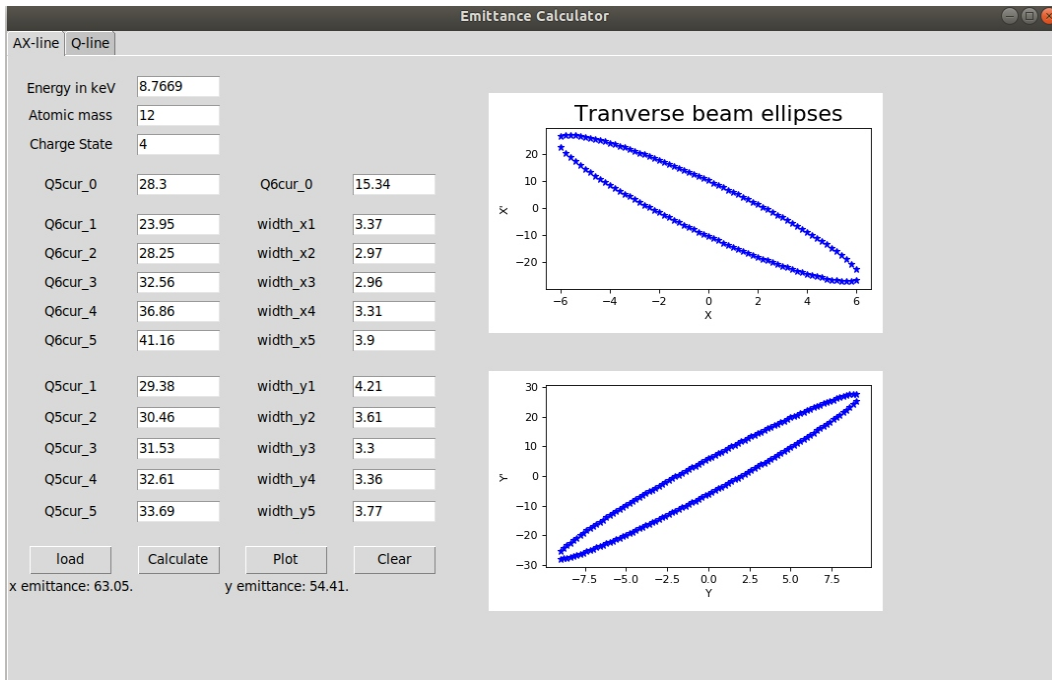 Emittance Calculator
AX-line Q-line
Energy in keV 8.7669
Atomic mass 12
Charge State 4
Q5cur_0 28.3 Q6cur_0 15.34
Q6cur_1 23.95 width_x1 3.37
Q6cur_2 28.25 width_x2 2.97
Q6cur_3 32.56 width_x3 2.96
Q6cur_4 36.86 width_x4 3.31
Q6cur_5 41.16 width_x5 3.9
Q5cur_1 29.38 width_y1 4.21
Q5cur_2 30.46 width_y2 3.61
Q5cur_3 31.53 width_y3 3.3
Q5cur_4 32.61 width_y4 3.36
Q5cur_5 33.69 width_y5 3.77
load Calculate Plot Clear
x emittance: 63.05. y emittance: 54.41.
Tranverse beam ellipses
20
10
0
−10
−20
X'
−6 −4 −2 0 2 4 6
X
30
20
10
0
−10
−20
−30
Y'
−7.5 −5.0 −2.5 0.0 2.5 5.0 7.5
Y